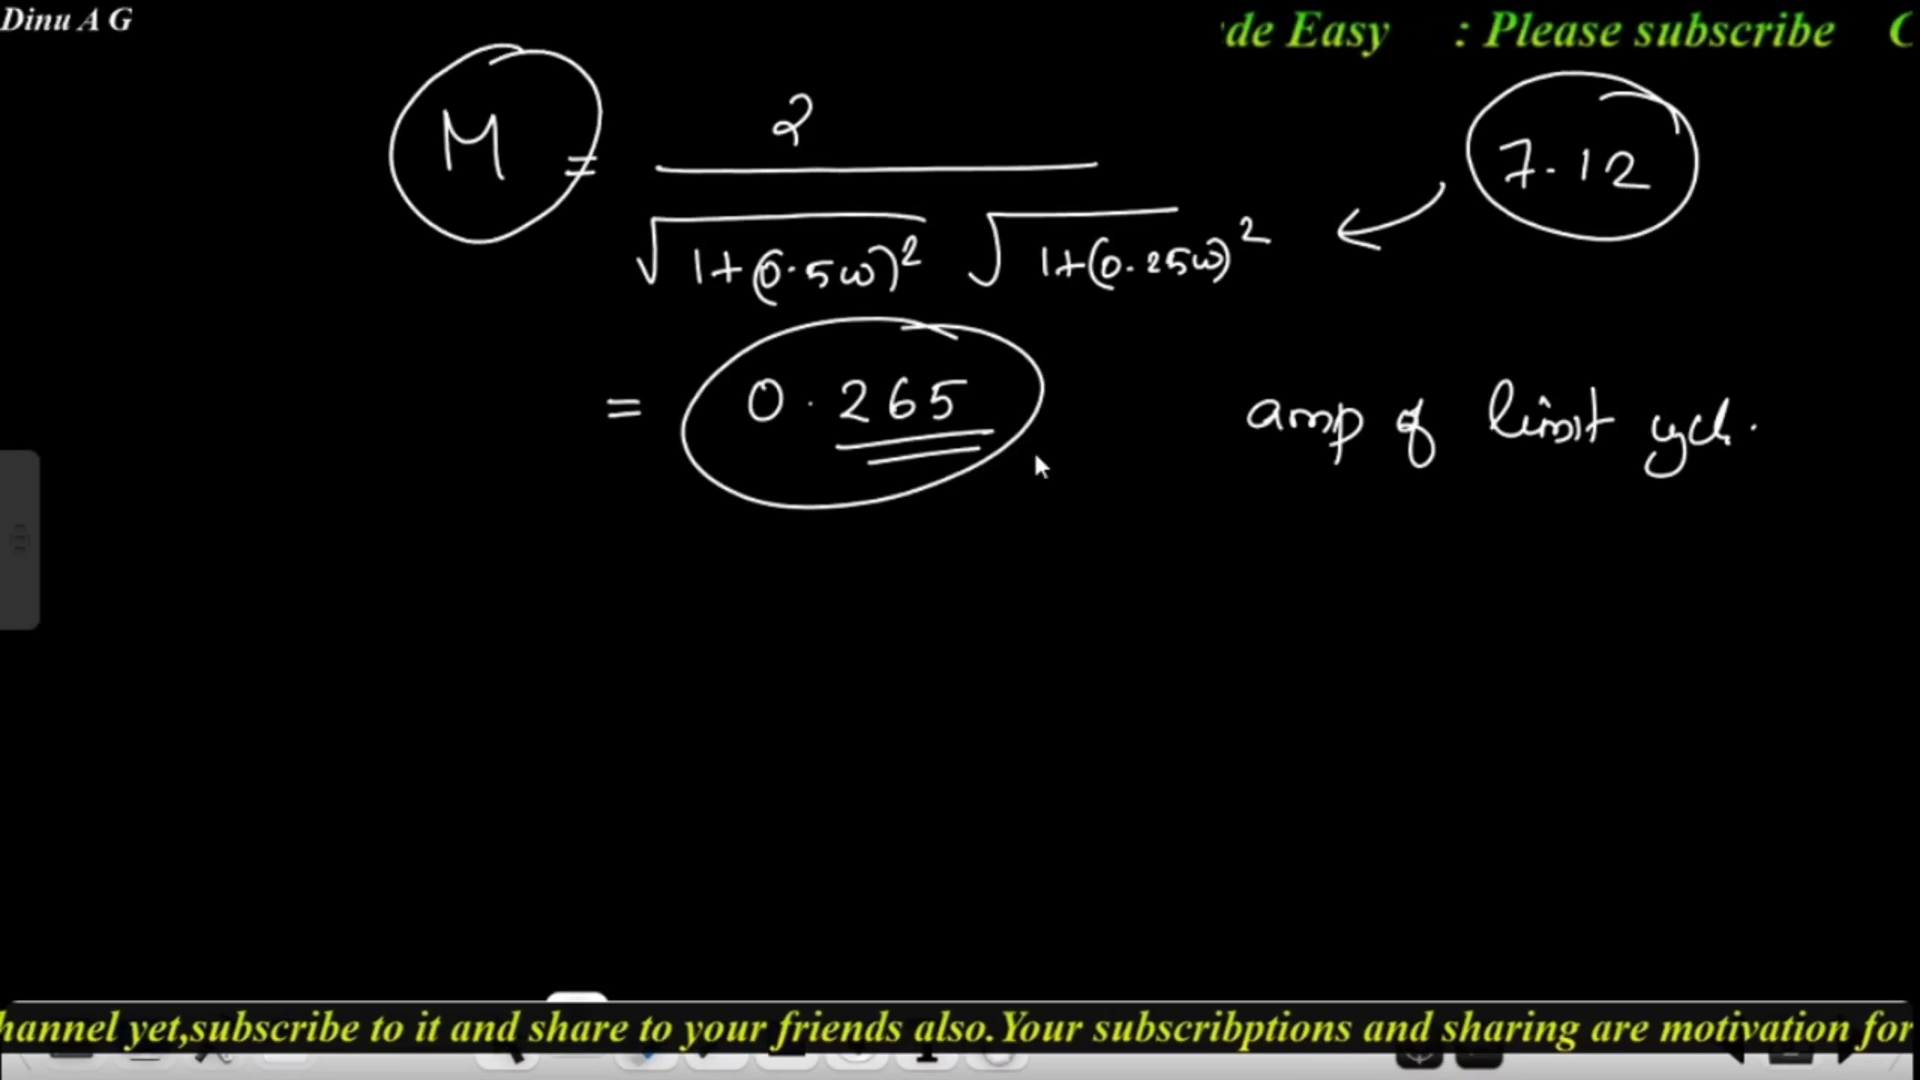 Dinu A G
de Easy : Please subscribe
M = 2 / √1+(0.5ω)² √1+(0.25ω)²
7.12
= 0.265
amp of limit cycl.
hannel yet,subscribe to it and share to your friends also.Your subscribptions and sharing are motivation for